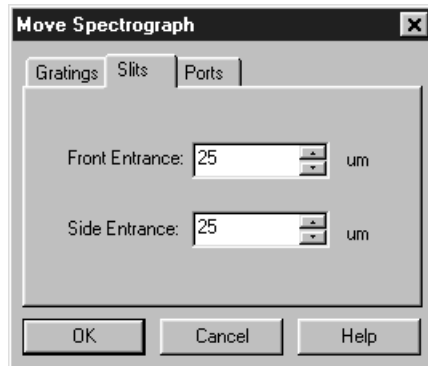 Move Spectrograph
Gratings Slits Ports
Front Entrance: 25 um
Side Entrance: 25 um
OK Cancel Help